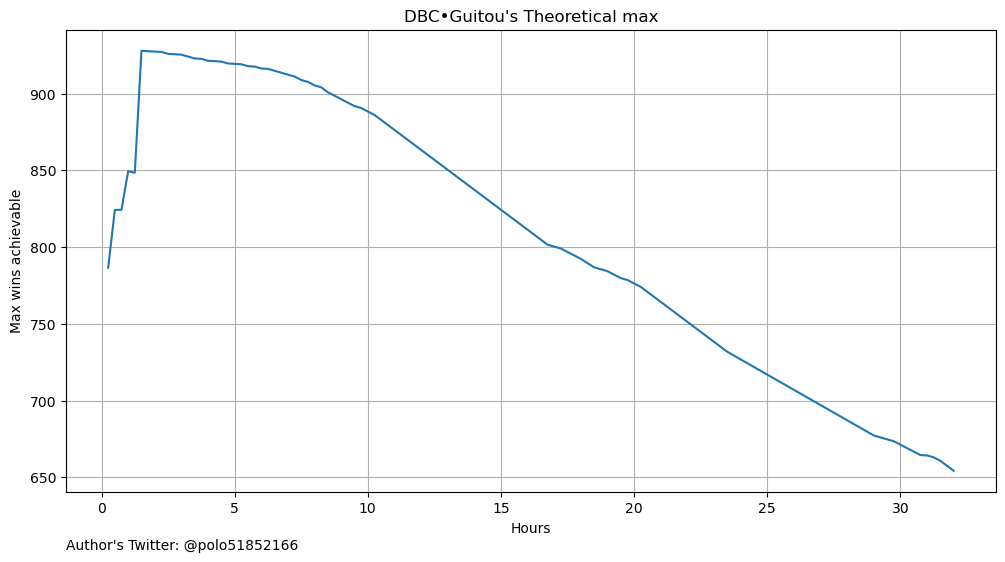 DBC•Guitou's Theoretical max
Max wins achievable
900
850
800
750
700
650
0 5 10 15 20 25 30
Hours
Author's Twitter: @polo51852166